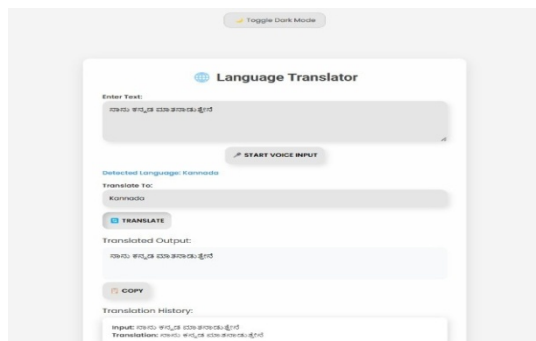 🌙 Toggle Dark Mode
🌐 Language Translator
Enter Text:
ನಾನು ಕನ್ನಡ ಮಾತನಾಡುತ್ತೇನೆ
🎤 START VOICE INPUT
Detected Language: Kannada
Translate To:
Kannada
🔄 TRANSLATE
Translated Output:
ನಾನು ಕನ್ನಡ ಮಾತನಾಡುತ್ತೇನೆ
📋 COPY
Translation History:
Input: ನಾನು ಕನ್ನಡ ಮಾತನಾಡುತ್ತೇನೆ
Translation: ನಾನು ಕನ್ನಡ ಮಾತನಾಡುತ್ತೇನೆ